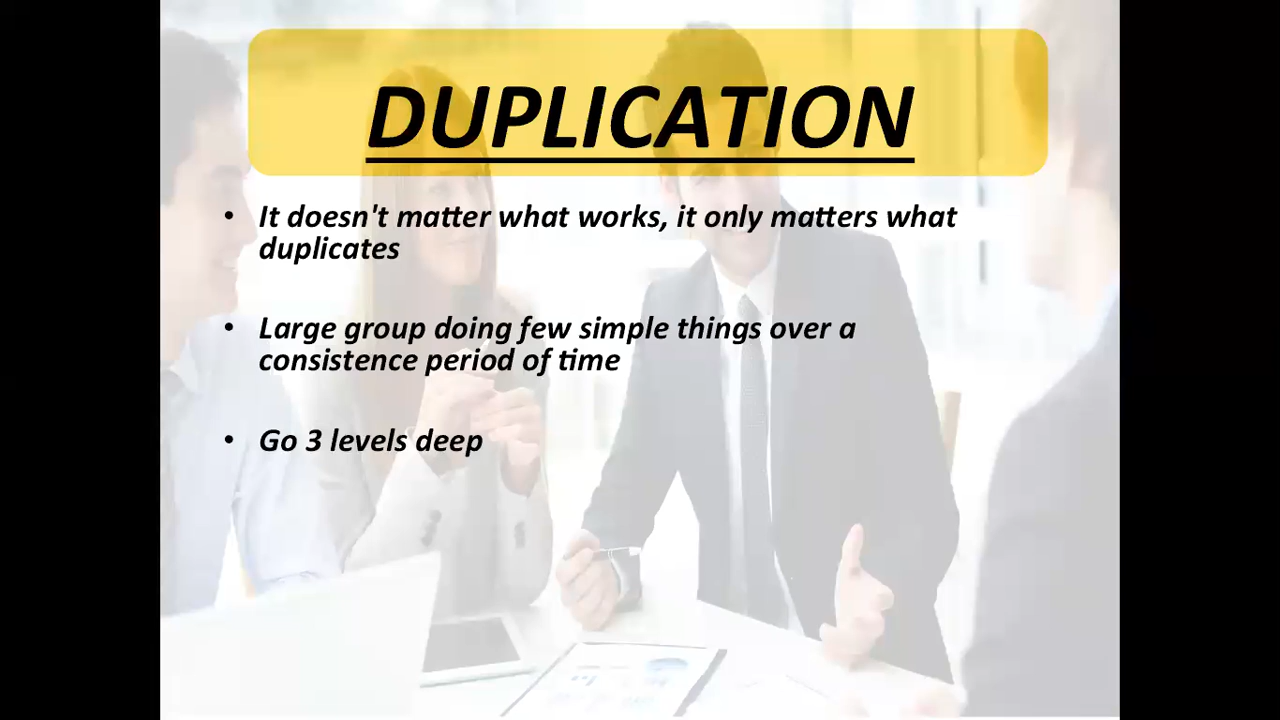 DUPLICATION
• It doesn't matter what works, it only matters what
duplicates
• Large group doing few simple things over a
consistence period of time
• Go 3 levels deep